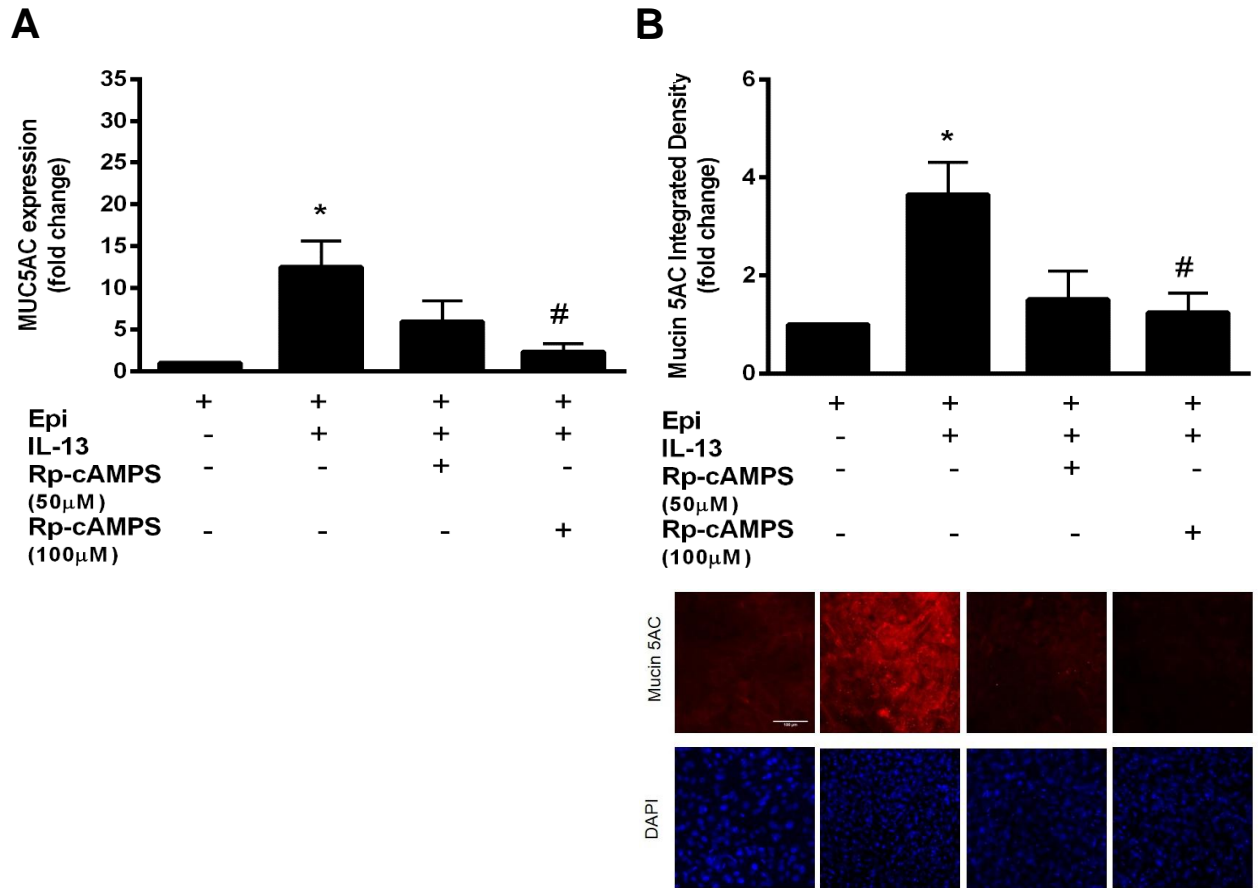 A
MUC5AC expression
(fold change)
35
30
25
20
15
10
5
0
*
#
Epi + + + +
IL-13 - + + +
Rp-cAMPS - - + -
(50μM)
Rp-cAMPS - - - +
(100μM)
B
Mucin 5AC Integrated Density
(fold change)
6
4
2
0
*
#
Epi + + + +
IL-13 - + + +
Rp-cAMPS - - + -
(50μM)
Rp-cAMPS - - - +
(100μM)
Mucin 5AC
DAPI